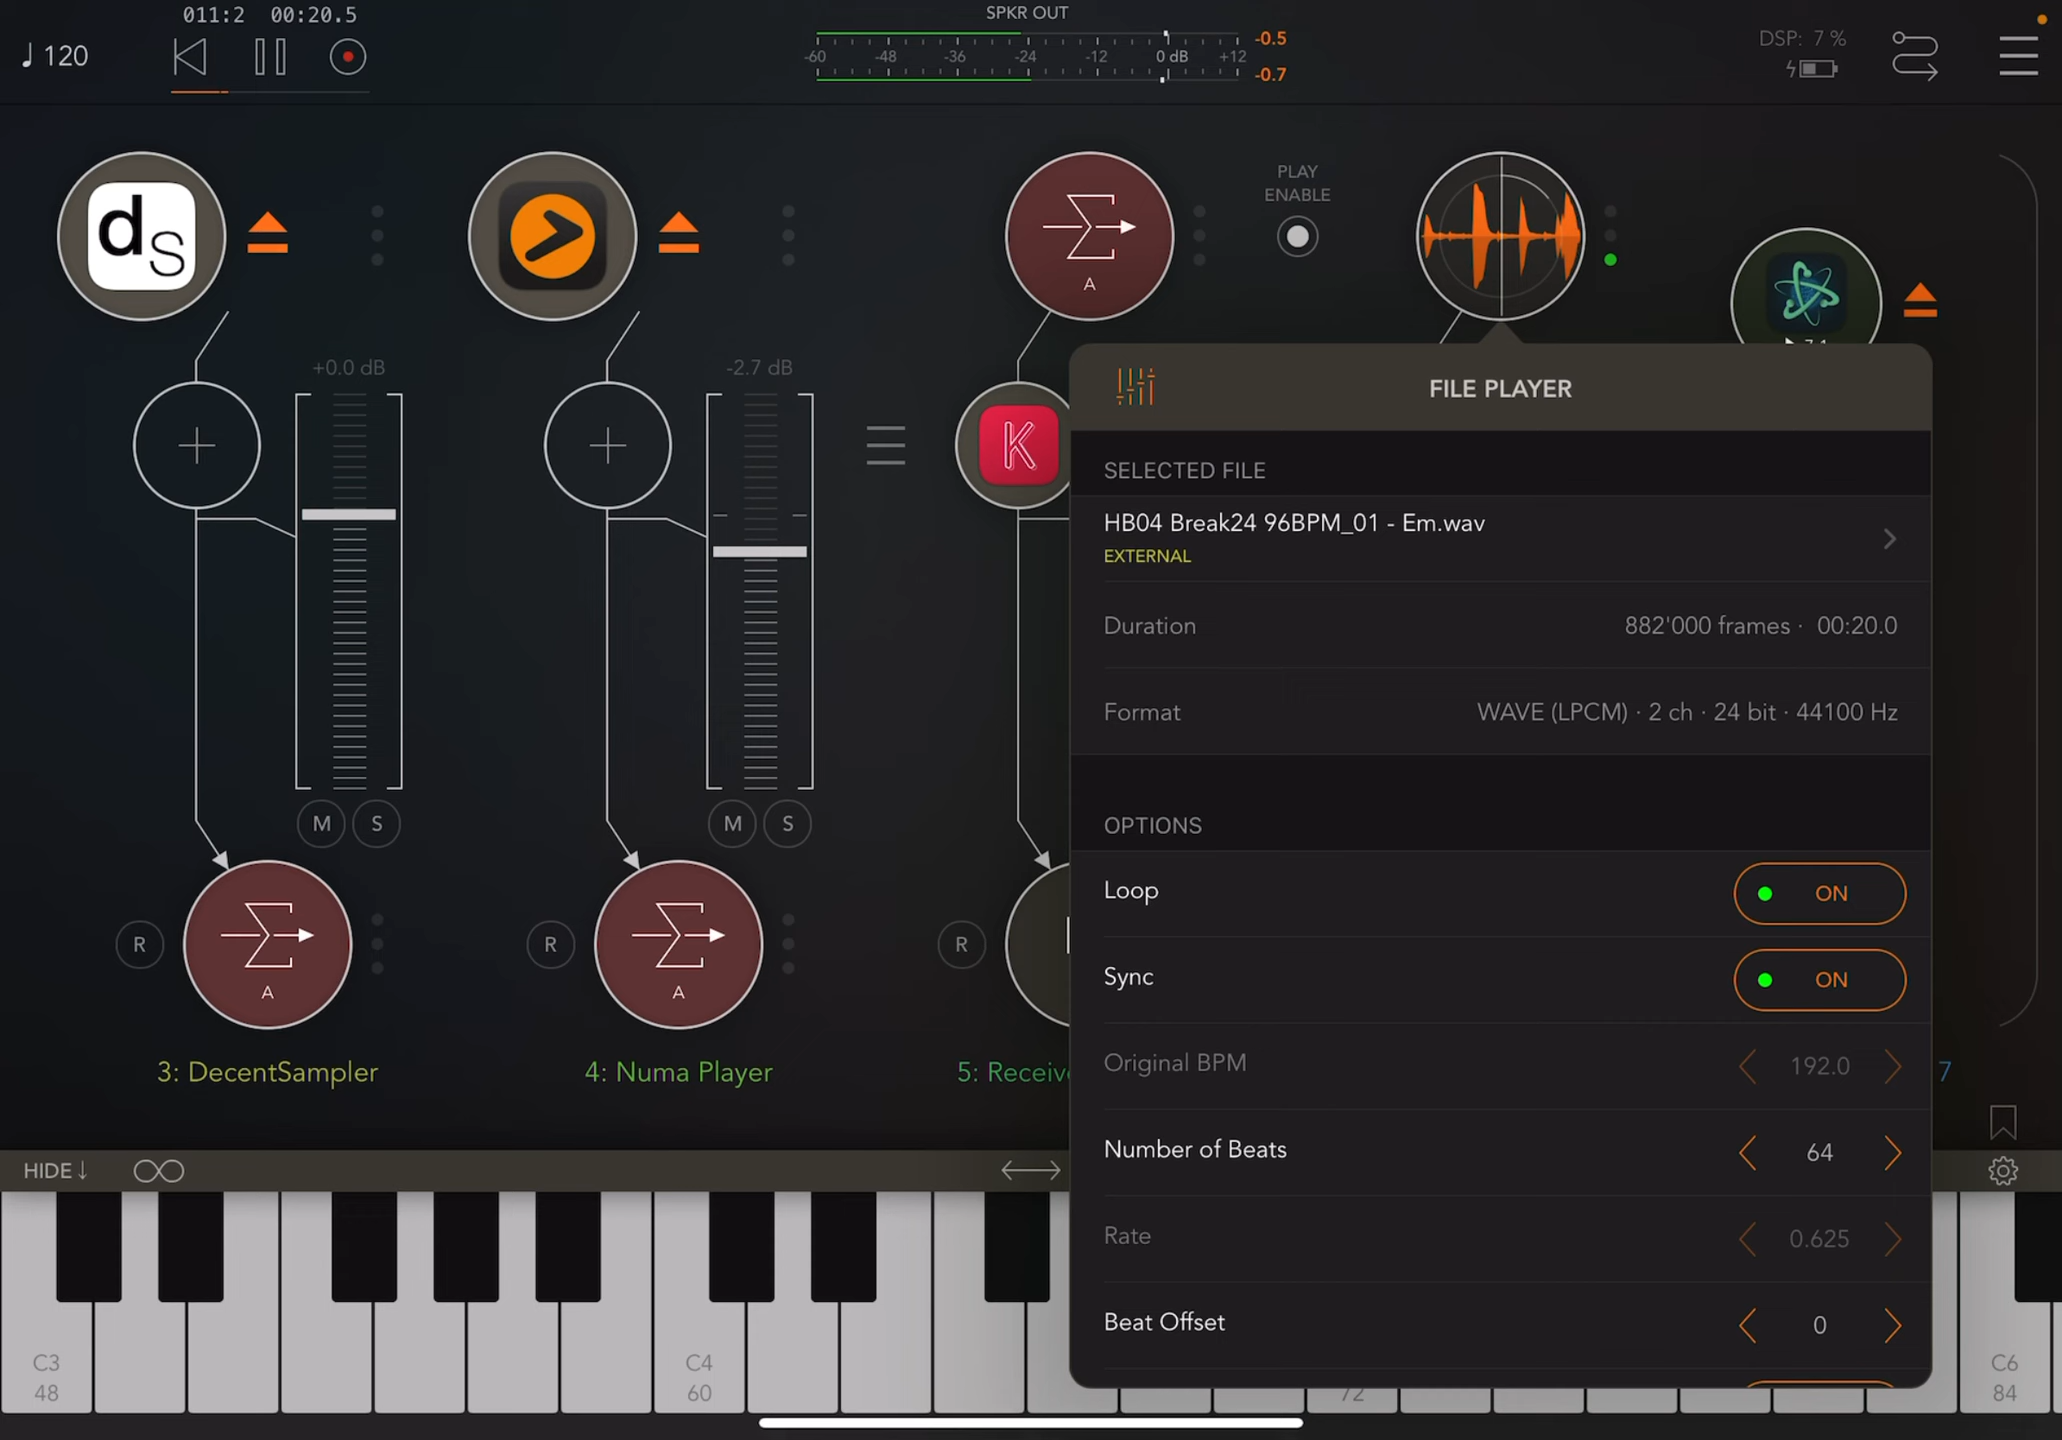 011:2 00:20.5
120
SPKR OUT
-60 -48 -36 -24 -12 0 dB +12
-0.5
-0.7
DSP: 7 %
dS
A
PLAY
ENABLE
+0.0 dB
-2.7 dB
K
FILE PLAYER
SELECTED FILE
HB04 Break24 96BPM_01 - Em.wav
EXTERNAL
Duration 882'000 frames · 00:20.0
Format WAVE (LPCM) · 2 ch · 24 bit · 44100 Hz
OPTIONS
Loop ON
Sync ON
Original BPM 192.0
Number of Beats 64
Rate 0.625
Beat Offset 0
M S
M S
R A
R A
R
3: DecentSampler
4: Numa Player
5: Receiv
7
HIDE↓
C3
48
C4
60
72
C6
84